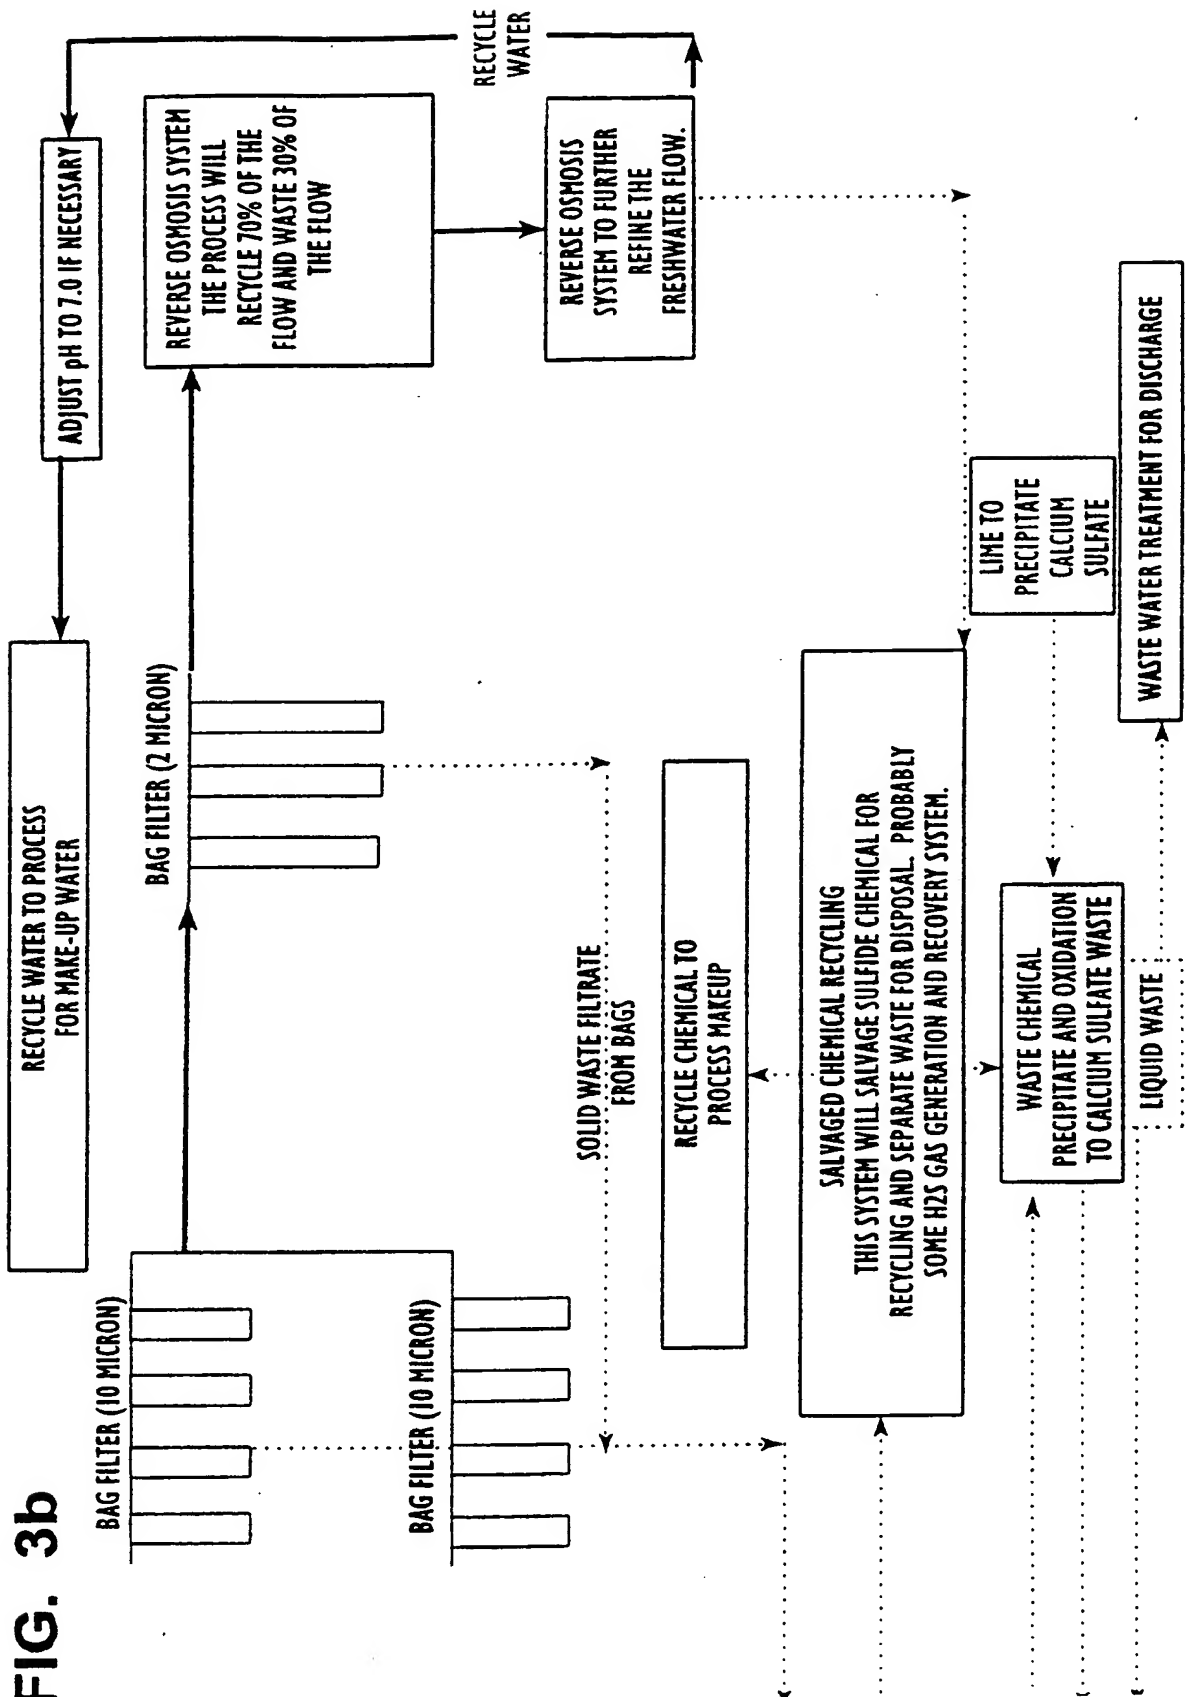 FIG. 3b
RECYCLE WATER TO PROCESS
FOR MAKE-UP WATER
ADJUST pH TO 7.0 IF NECESSARY
BAG FILTER (10 MICRON)
BAG FILTER (2 MICRON)
REVERSE OSMOSIS SYSTEM
THE PROCESS WILL
RECYCLE 70% OF THE
FLOW AND WASTE 30% OF
THE FLOW
RECYCLE
WATER
BAG FILTER (10 MICRON)
REVERSE OSMOSIS
SYSTEM TO FURTHER
REFINE THE
FRESHWATER FLOW.
SOLID WASTE FILTRATE
FROM BAGS
RECYCLE CHEMICAL TO
PROCESS MAKEUP
SALVAGED CHEMICAL RECYCLING
THIS SYSTEM WILL SALVAGE SULFIDE CHEMICAL FOR
RECYCLING AND SEPARATE WASTE FOR DISPOSAL. PROBABLY
SOME H2S GAS GENERATION AND RECOVERY SYSTEM.
LIME TO
PRECIPITATE
CALCIUM
SULFATE
WASTE CHEMICAL
PRECIPITATE AND OXIDATION
TO CALCIUM SULFATE WASTE
LIQUID WASTE
WASTE WATER TREATMENT FOR DISCHARGE